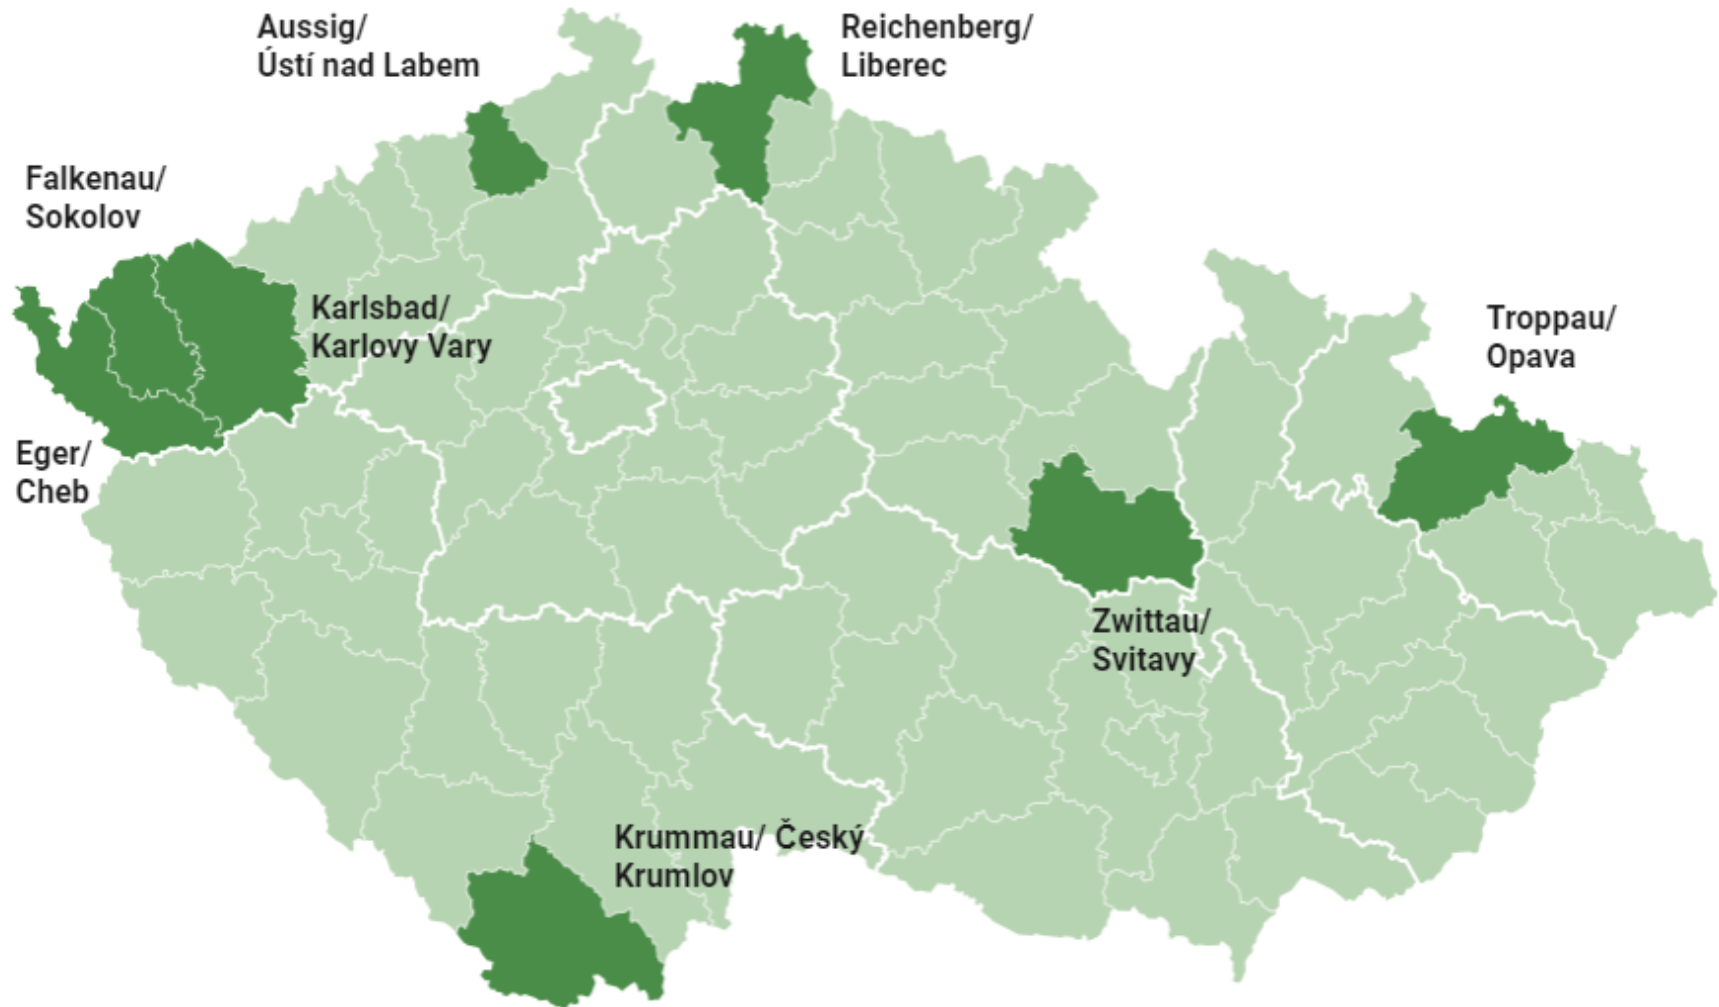 Aussig/
Ústí nad Labem
Reichenberg/
Liberec
Falkenau/
Sokolov
Karlsbad/
Karlovy Vary
Troppau/
Opava
Eger/
Cheb
Zwittau/
Svitavy
Krummau/ Český
Krumlov